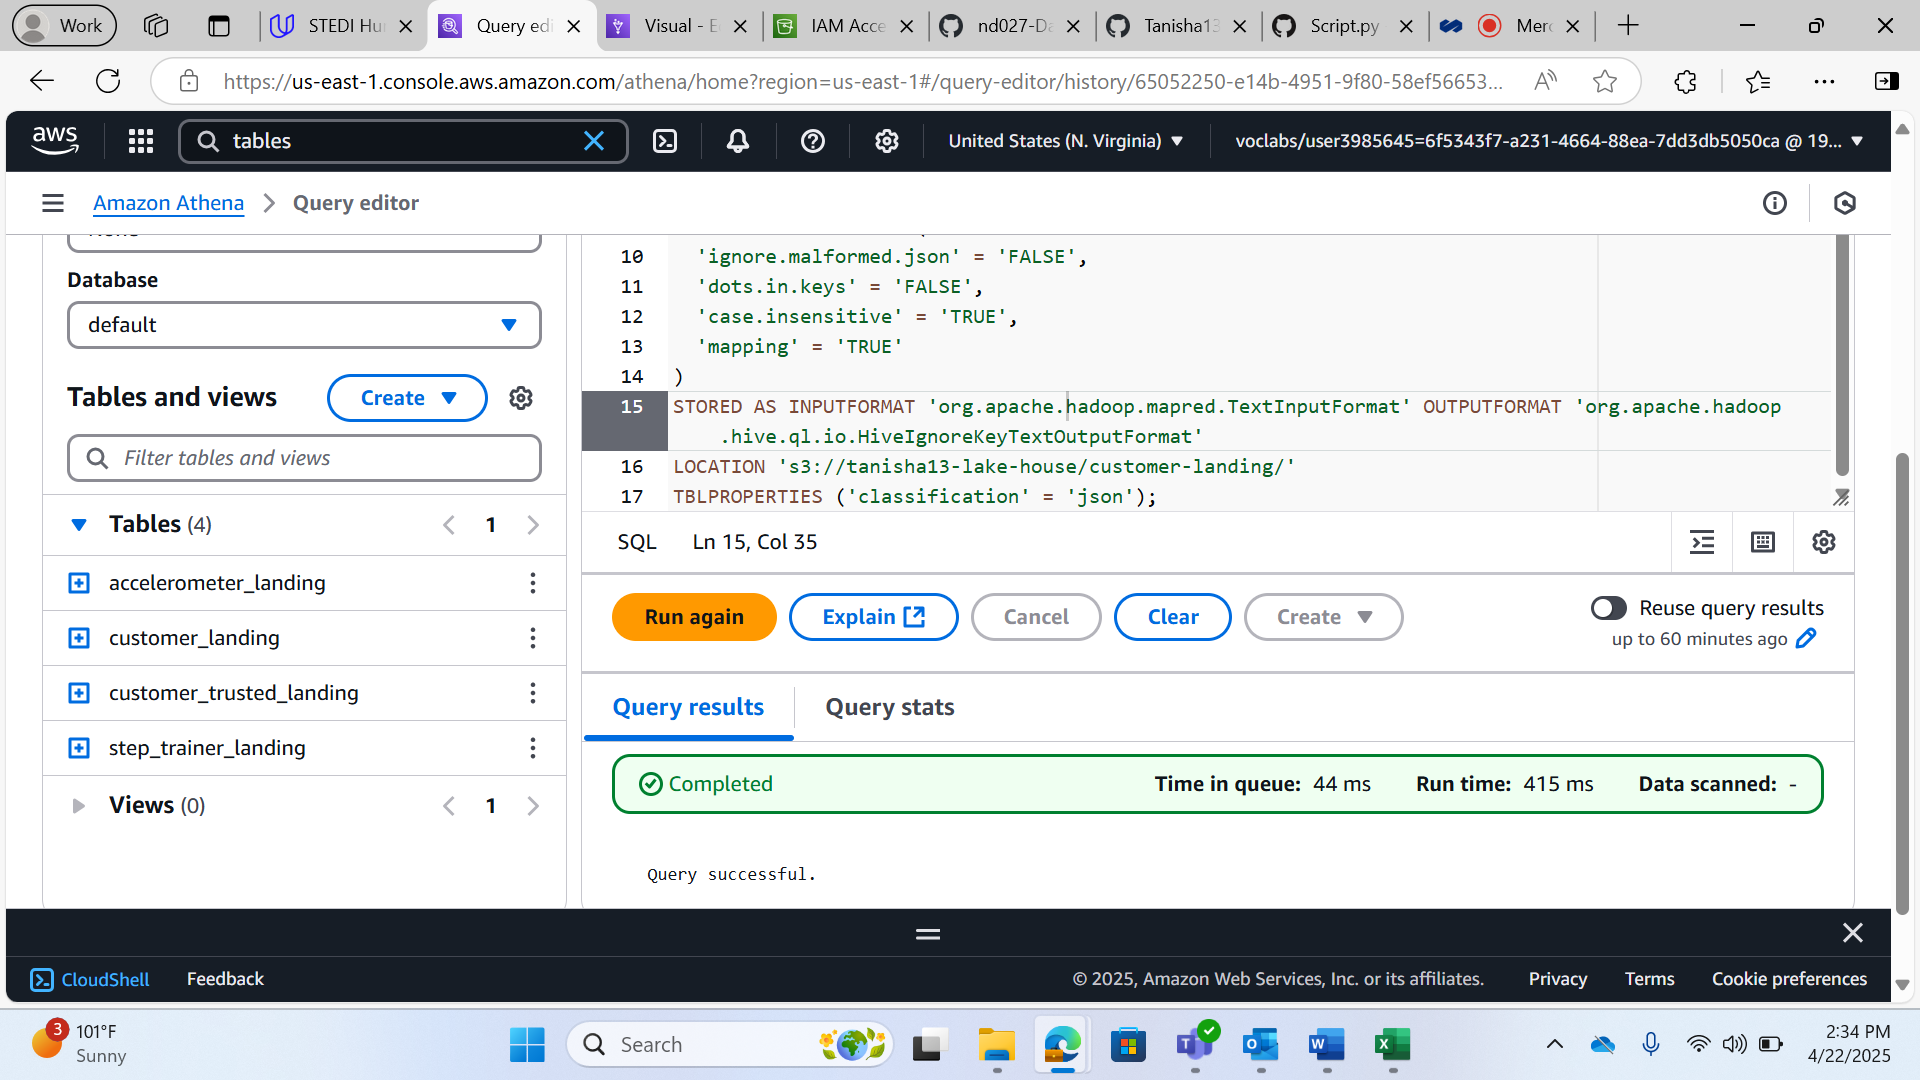 Work
STEDI Hu
Query edi
Visual - E
IAM Acce
nd027-Da
Tanisha13
Script.py
Merc
https://us-east-1.console.aws.amazon.com/athena/home?region=us-east-1#/query-editor/history/65052250-e14b-4951-9f80-58ef56653...
aws
tables
United States (N. Virginia)
voclabs/user3985645=6f5343f7-a231-4664-88ea-7dd3db5050ca @ 19...
Amazon Athena
Query editor
Database
default
Tables and views
Create
Filter tables and views
Tables (4)
1
accelerometer_landing
customer_landing
customer_trusted_landing
step_trainer_landing
Views (0)
1
10 'ignore.malformed.json' = 'FALSE',
11 'dots.in.keys' = 'FALSE',
12 'case.insensitive' = 'TRUE',
13 'mapping' = 'TRUE'
14 )
15 STORED AS INPUTFORMAT 'org.apache.hadoop.mapred.TextInputFormat' OUTPUTFORMAT 'org.apache.hadoop
.hive.ql.io.HiveIgnoreKeyTextOutputFormat'
16 LOCATION 's3://tanisha13-lake-house/customer-landing/'
17 TBLPROPERTIES ('classification' = 'json');
SQL Ln 15, Col 35
Run again
Explain
Cancel
Clear
Create
Reuse query results
up to 60 minutes ago
Query results
Query stats
Completed
Time in queue: 44 ms
Run time: 415 ms
Data scanned: -
Query successful.
CloudShell
Feedback
© 2025, Amazon Web Services, Inc. or its affiliates.
Privacy
Terms
Cookie preferences
3
101°F
Sunny
Search
2:34 PM
4/22/2025